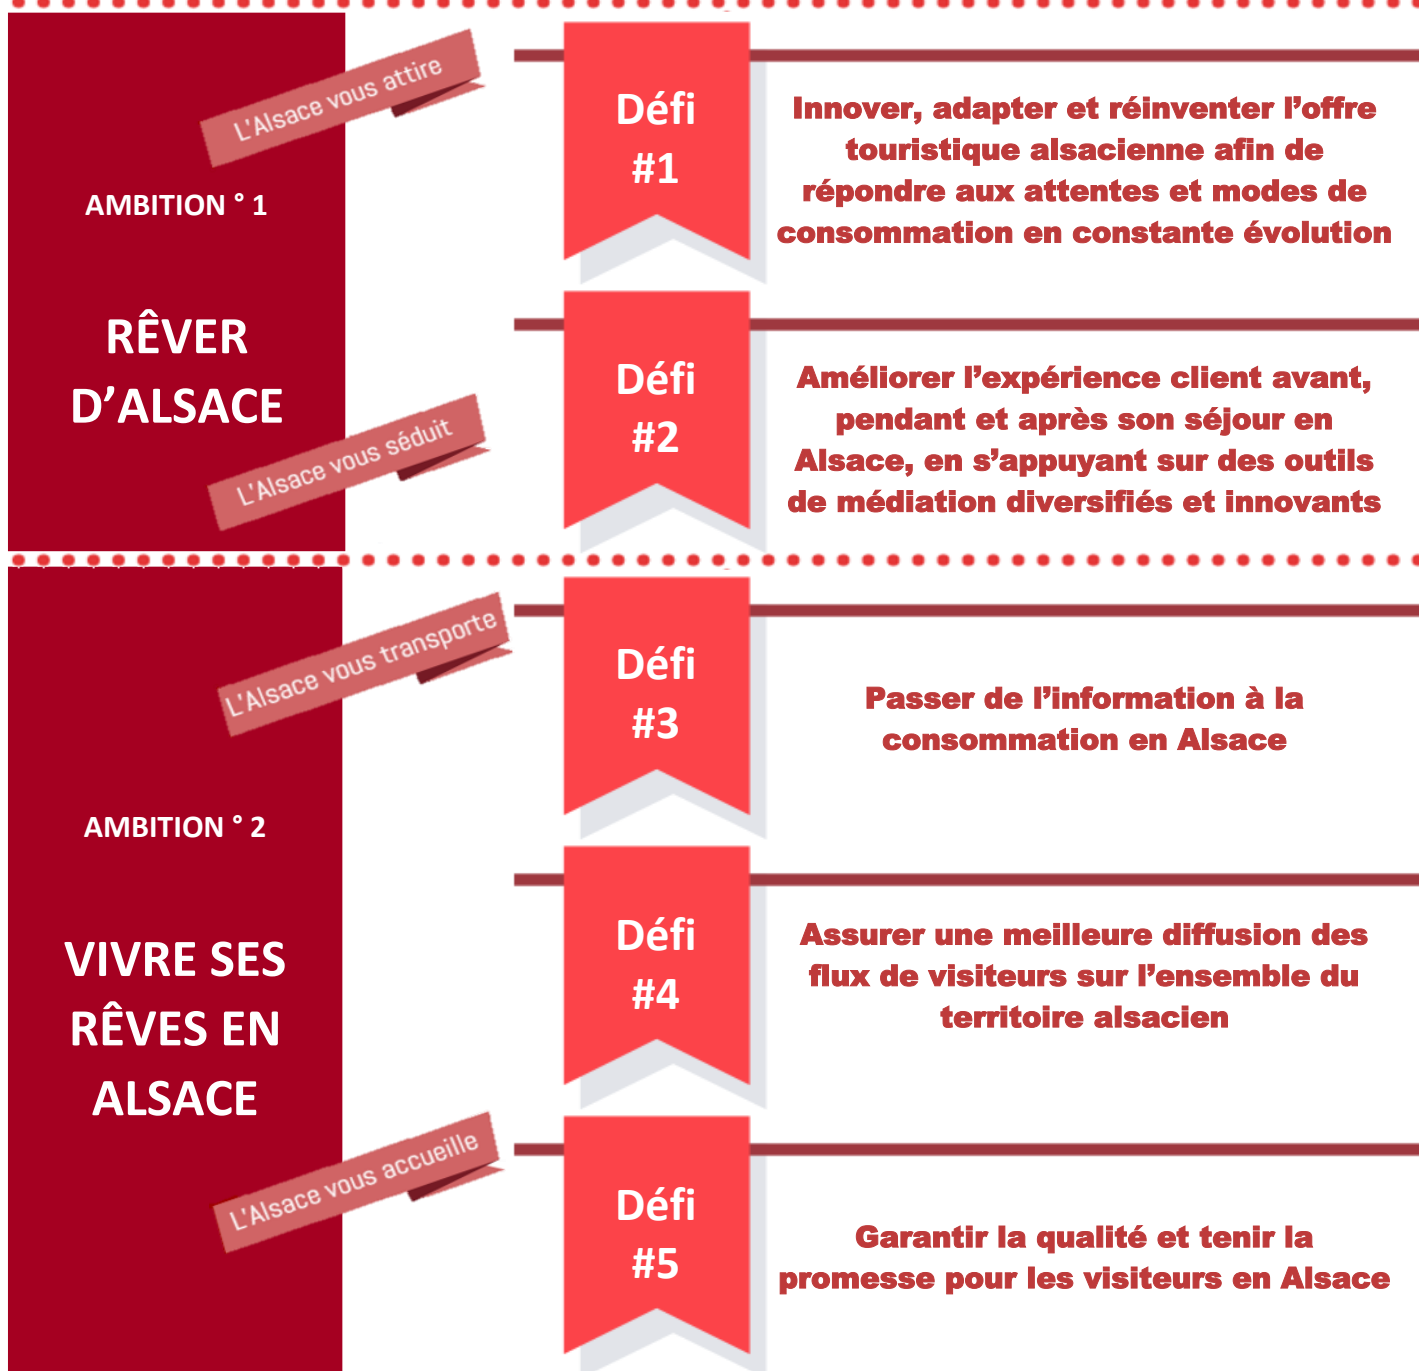 L'Alsace vous attire
AMBITION ° 1
RÊVER
D’ALSACE
L'Alsace vous séduit
Défi
#1
Innover, adapter et réinventer l’offre
touristique alsacienne afin de
répondre aux attentes et modes de
consommation en constante évolution
Défi
#2
Améliorer l’expérience client avant,
pendant et après son séjour en
Alsace, en s’appuyant sur des outils
de médiation diversifiés et innovants
L'Alsace vous transporte
AMBITION ° 2
VIVRE SES
RÊVES EN
ALSACE
L'Alsace vous accueille
Défi
#3
Passer de l’information à la
consommation en Alsace
Défi
#4
Assurer une meilleure diffusion des
flux de visiteurs sur l’ensemble du
territoire alsacien
Défi
#5
Garantir la qualité et tenir la
promesse pour les visiteurs en Alsace